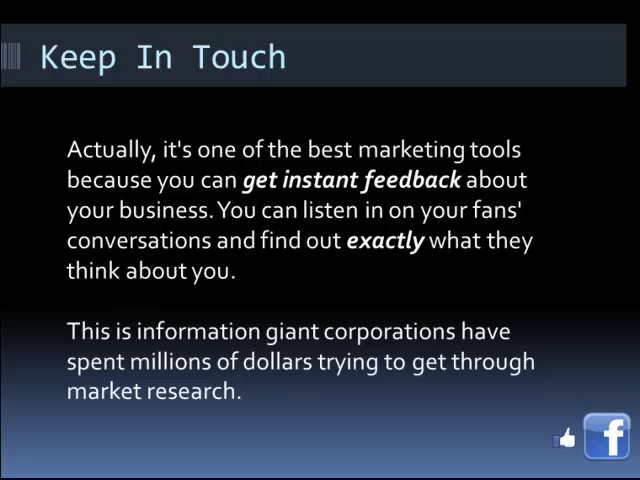 Keep In Touch
Actually, it's one of the best marketing tools
because you can get instant feedback about
your business. You can listen in on your fans'
conversations and find out exactly what they
think about you.
This is information giant corporations have
spent millions of dollars trying to get through
market research.
f